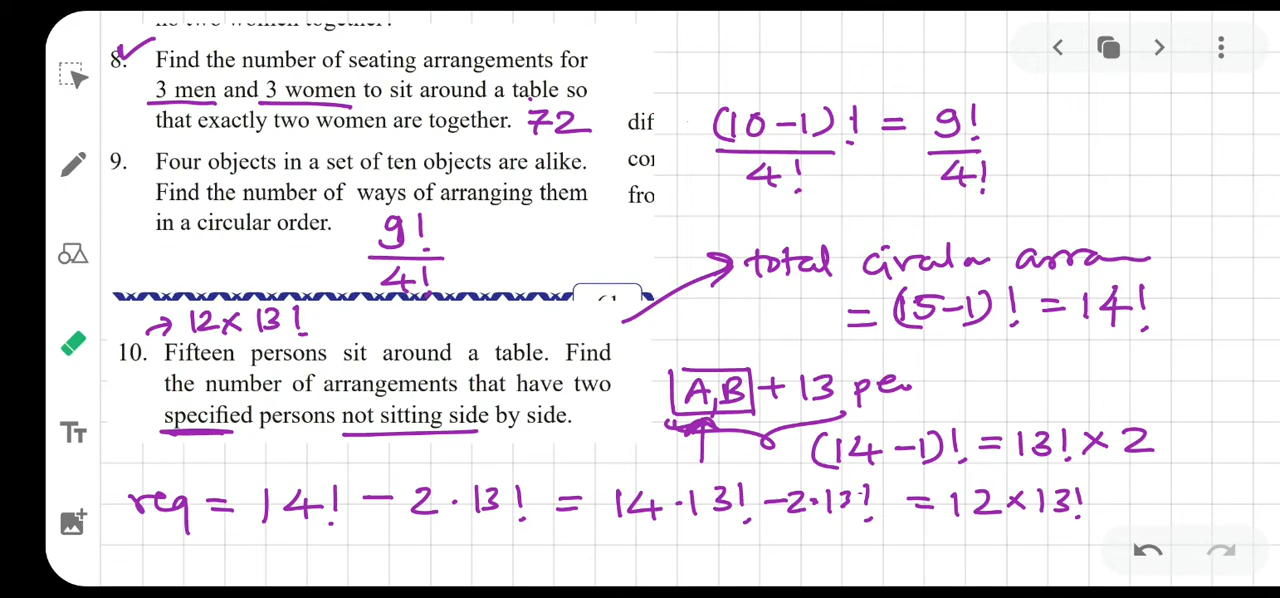 8. Find the number of seating arrangements for
3 men and 3 women to sit around a table so
that exactly two women are together. 72
9. Four objects in a set of ten objects are alike.
Find the number of ways of arranging them
in a circular order.
9!
4!
→ 12 × 13!
10. Fifteen persons sit around a table. Find
the number of arrangements that have two
specified persons not sitting side by side.
dif
con
fro
(10 - 1)! = 9!
4! 4!
total circular arran
= (15-1)! = 14!
A,B + 13 per
(14 - 1)! = 13! × 2
req = 14! - 2 · 13! = 14 · 13! - 2 · 13! = 12 × 13!
TT